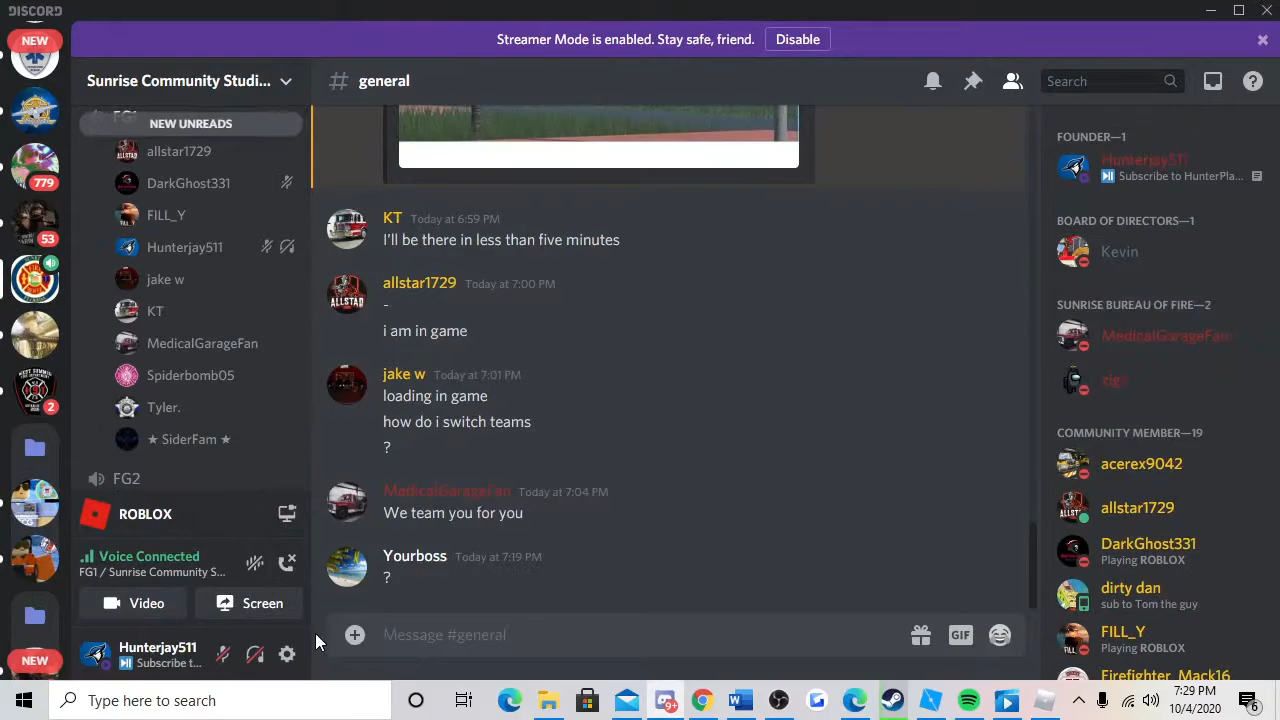 DISCORD
NEW
Streamer Mode is enabled. Stay safe, friend.
Disable
Sunrise Community Studi...
general
Search
NEW UNREADS
allstar1729
DarkGhost331
FILL_Y
Hunterjay511
jake w
KT
MedicalGarageFan
Spiderbomb05
Tyler.
★ SiderFam ★
FG2
779
53
2
NEW
ROBLOX
Voice Connected
FG1 / Sunrise Community S...
Video
Screen
Hunterjay511
Subscribe t...
KT Today at 6:59 PM
I'll be there in less than five minutes
ALLSTAR
allstar1729 Today at 7:00 PM
-
i am in game
jake w Today at 7:01 PM
loading in game
how do i switch teams
?
MedicalGarageFan Today at 7:04 PM
We team you for you
Yourboss Today at 7:19 PM
?
Message #general
GIF
FOUNDER—1
Hunterjay511
Subscribe to HunterPla...
BOARD OF DIRECTORS—1
Kevin
SUNRISE BUREAU OF FIRE—2
MedicalGarageFan
COMMUNITY MEMBER—19
acerex9042
allstar1729
DarkGhost331
Playing ROBLOX
dirty dan
sub to Tom the guy
FILL_Y
Playing ROBLOX
Firefighter_Mack16
Type here to search
9+
7:29 PM
10/4/2020
6